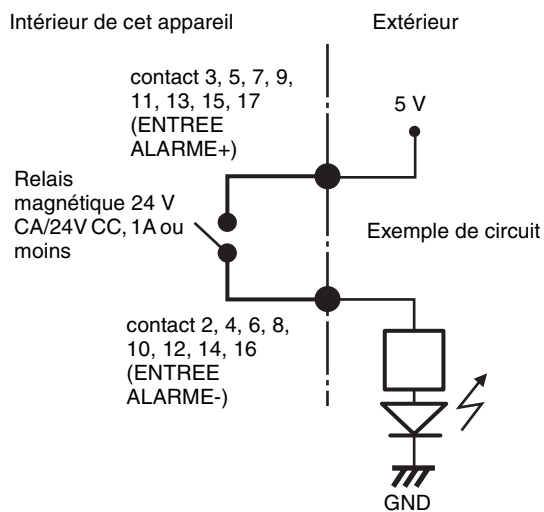 Intérieur de cet appareil
Extérieur
contact 3, 5, 7, 9,
11, 13, 15, 17
(ENTREE
ALARME+)
5 V
Relais
magnétique 24 V
CA/24V CC, 1A ou
moins
Exemple de circuit
contact 2, 4, 6, 8,
10, 12, 14, 16
(ENTREE
ALARME-)
GND